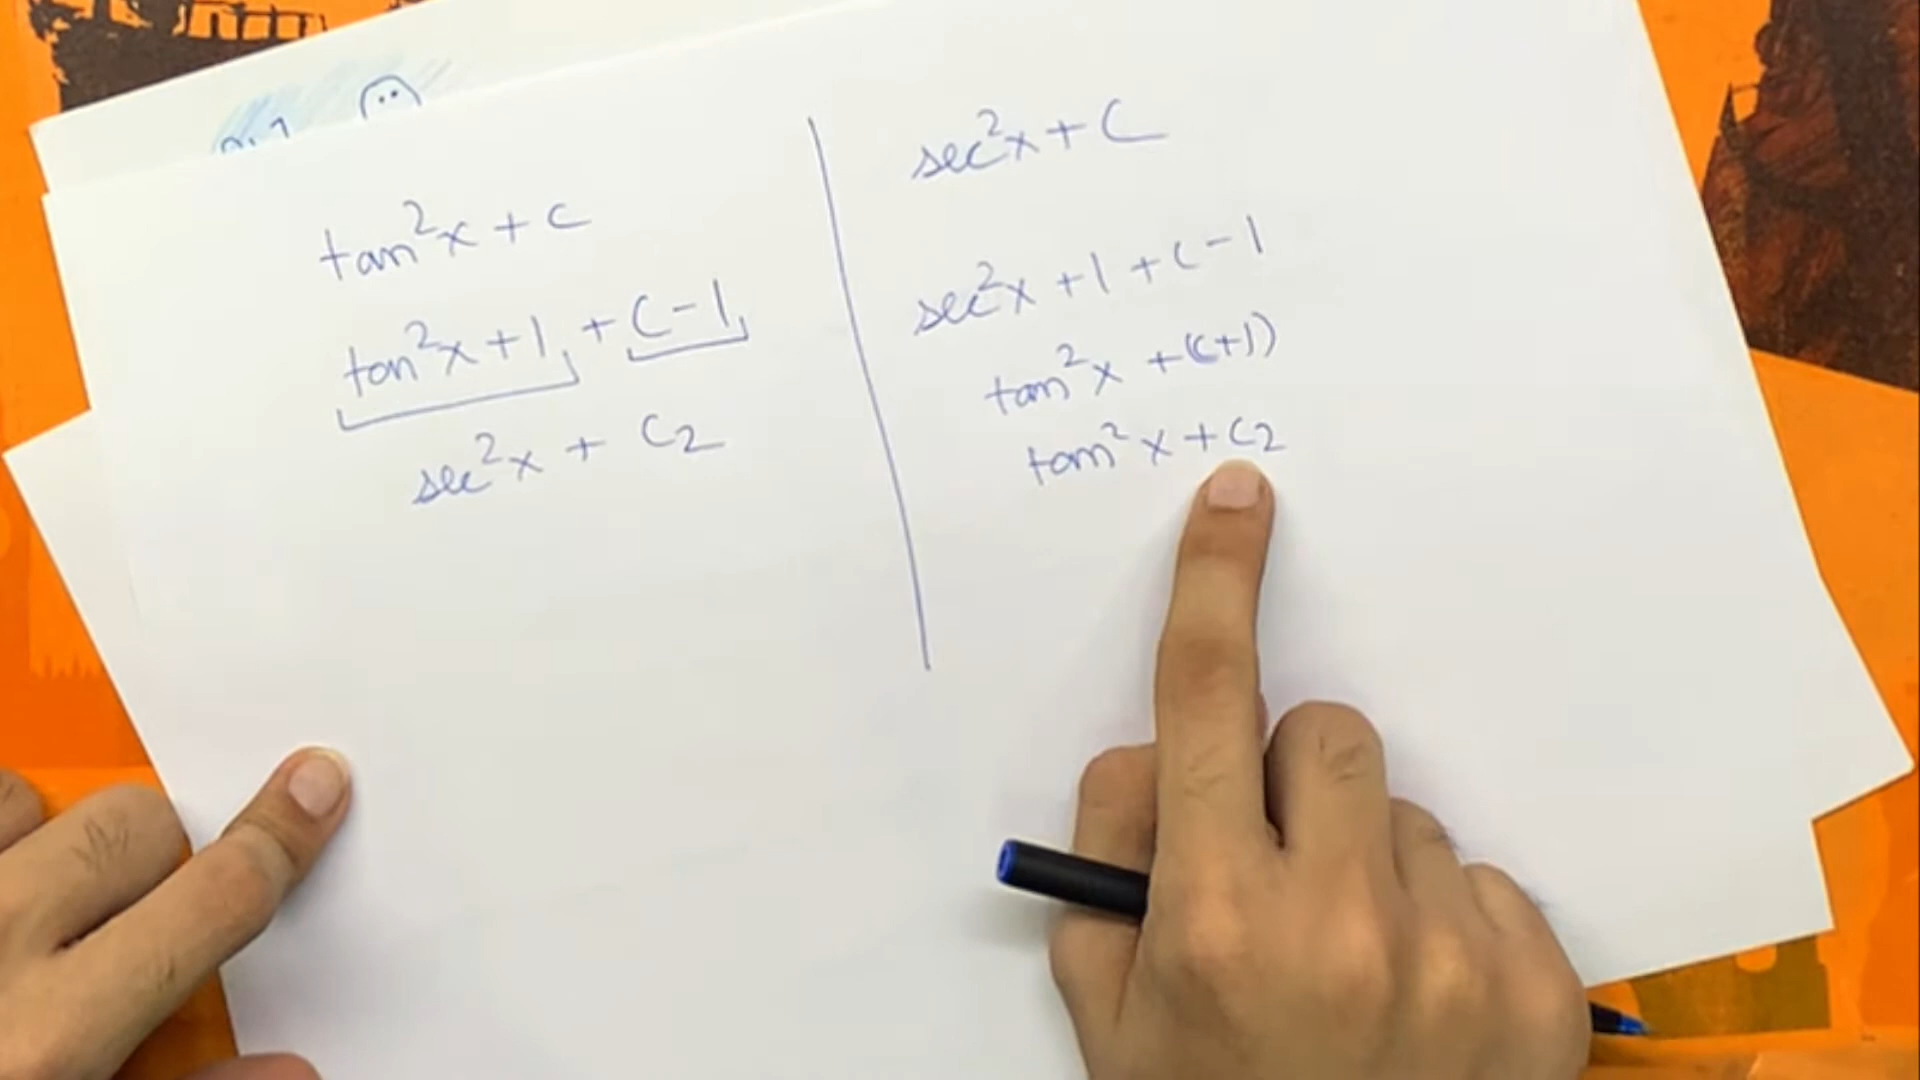 tan²x + c
tan²x + 1 + c - 1
sec²x + c₂
sec²x + c
sec²x + 1 + c - 1
tan²x + (c+1)
tan²x + c₂